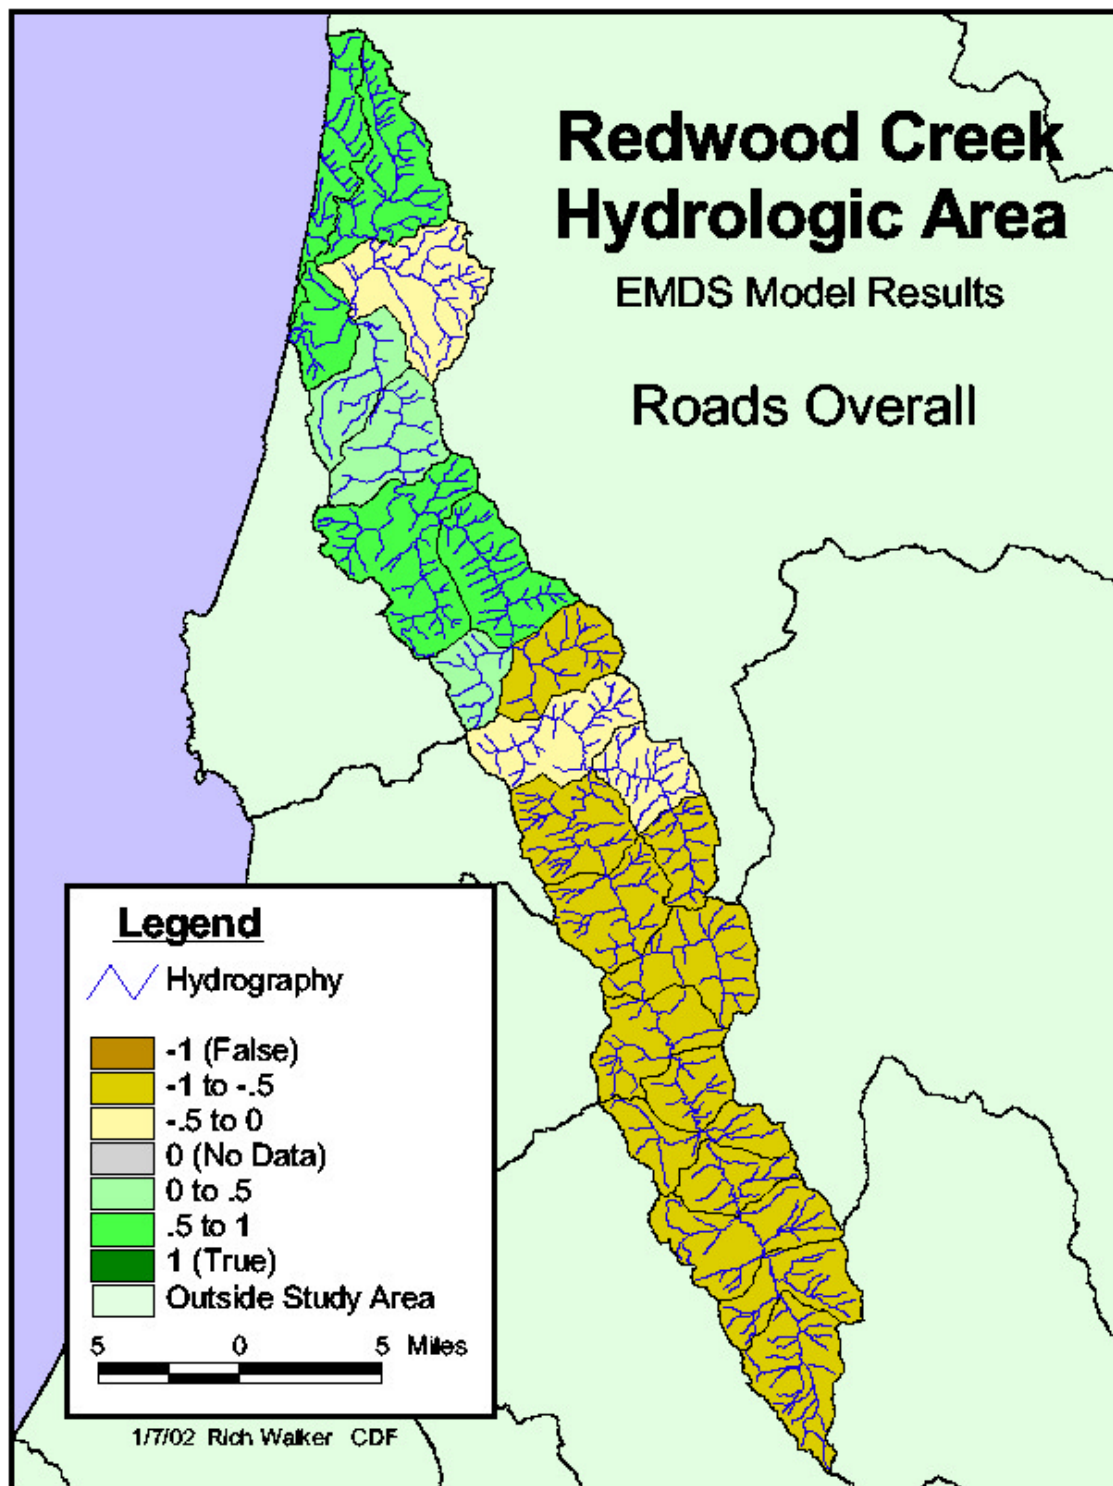 Redwood Creek
Hydrologic Area
EMDS Model Results
Roads Overall
Legend
Hydrography
-1 (False)
-1 to -.5
-.5 to 0
0 (No Data)
0 to .5
.5 to 1
1 (True)
Outside Study Area
5 0 5 Miles
1/7/02 Rich Walker CDF